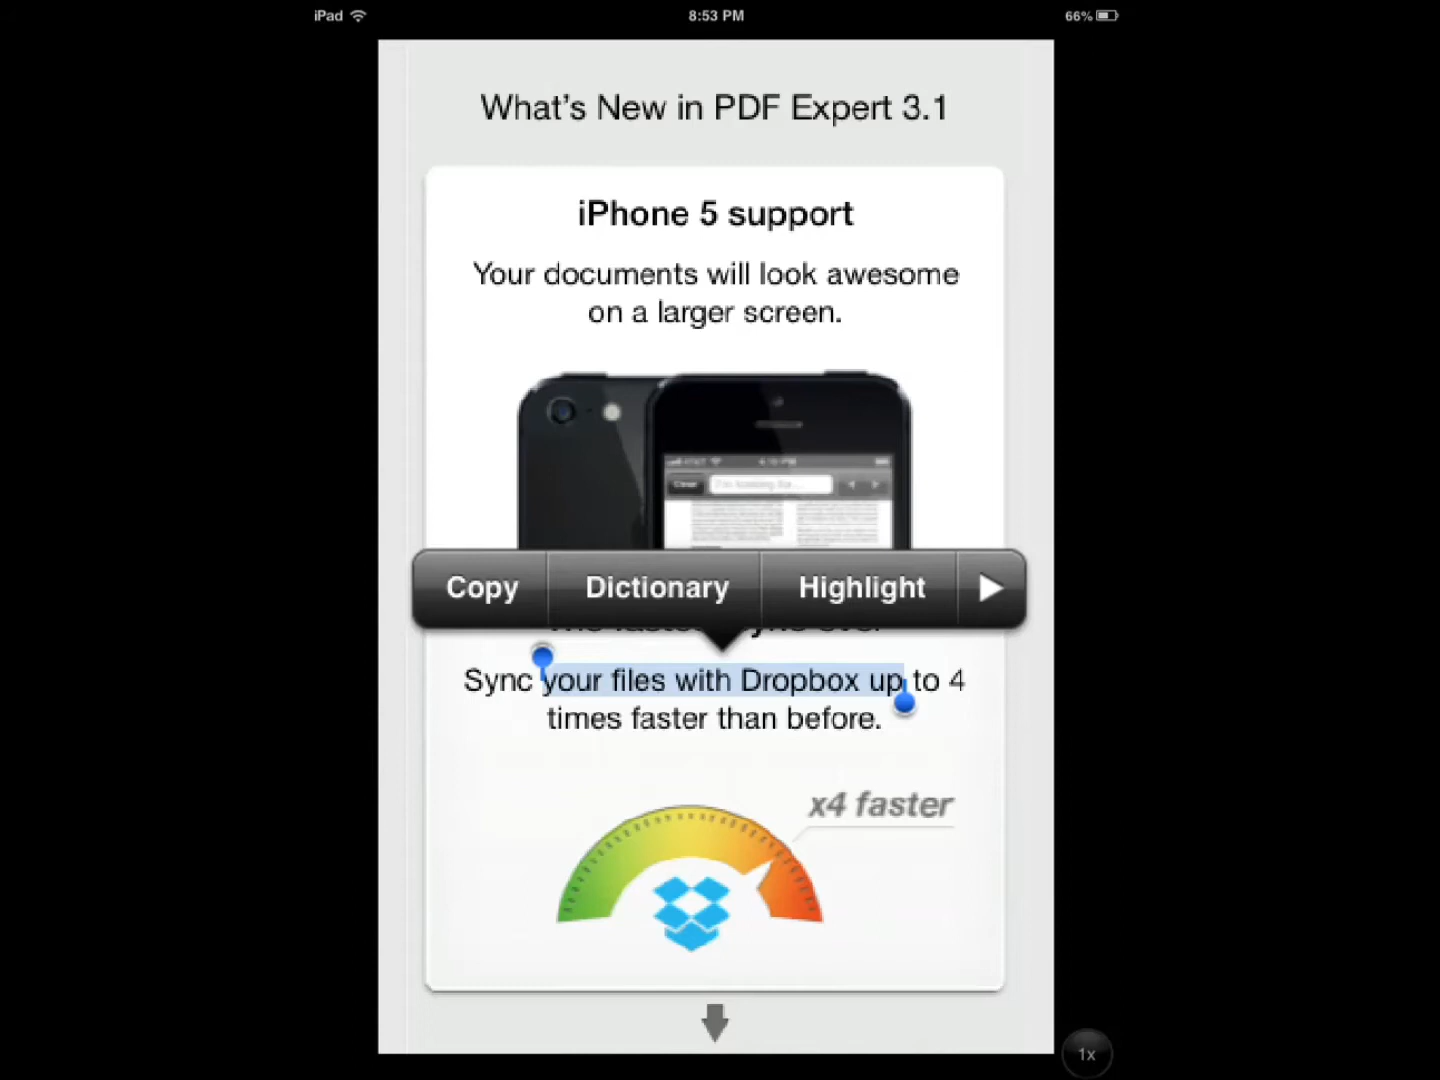 iPad 8:53 PM 66%
What's New in PDF Expert 3.1
iPhone 5 support
Your documents will look awesome
on a larger screen.
Copy Dictionary Highlight
Sync your files with Dropbox up to 4
times faster than before.
x4 faster
1x